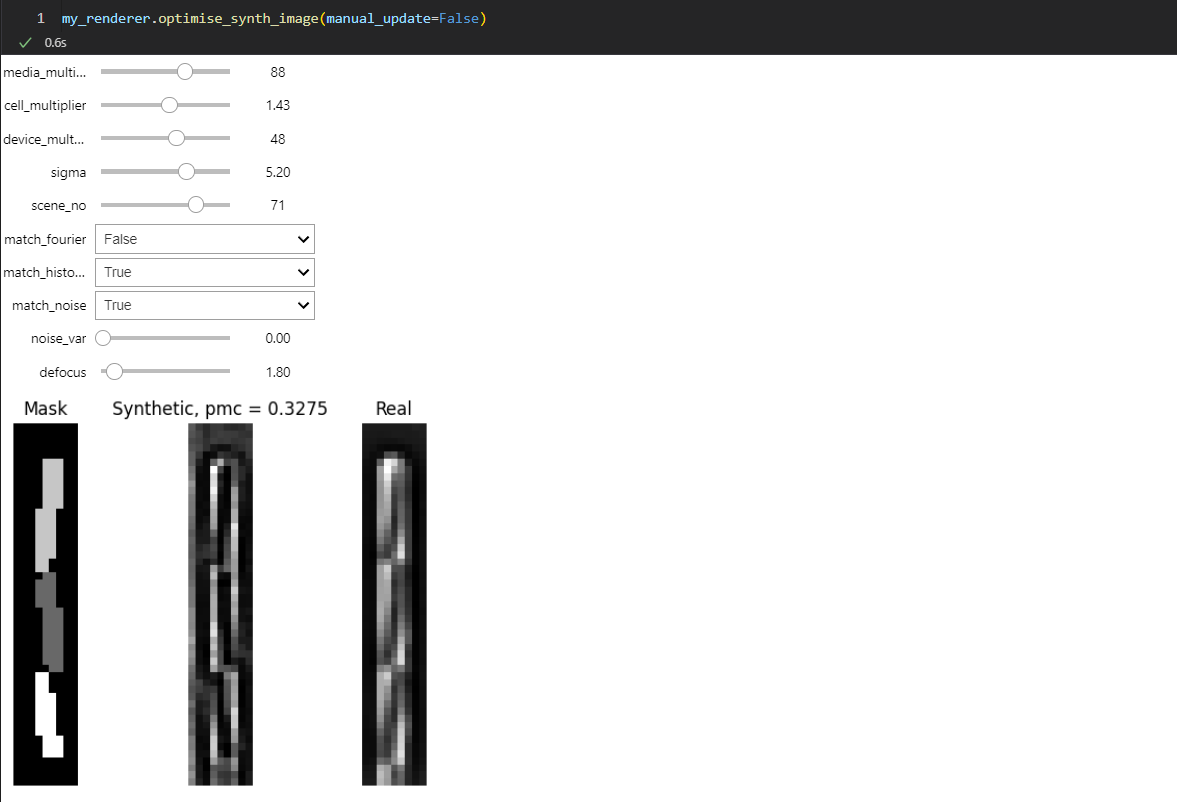 1 my_renderer.optimise_synth_image(manual_update=False)
0.6s
media_multi... 88
cell_multiplier 1.43
device_mult... 48
sigma 5.20
scene_no 71
match_fourier False
match_histo... True
match_noise True
noise_var 0.00
defocus 1.80
Mask Synthetic, pmc = 0.3275 Real